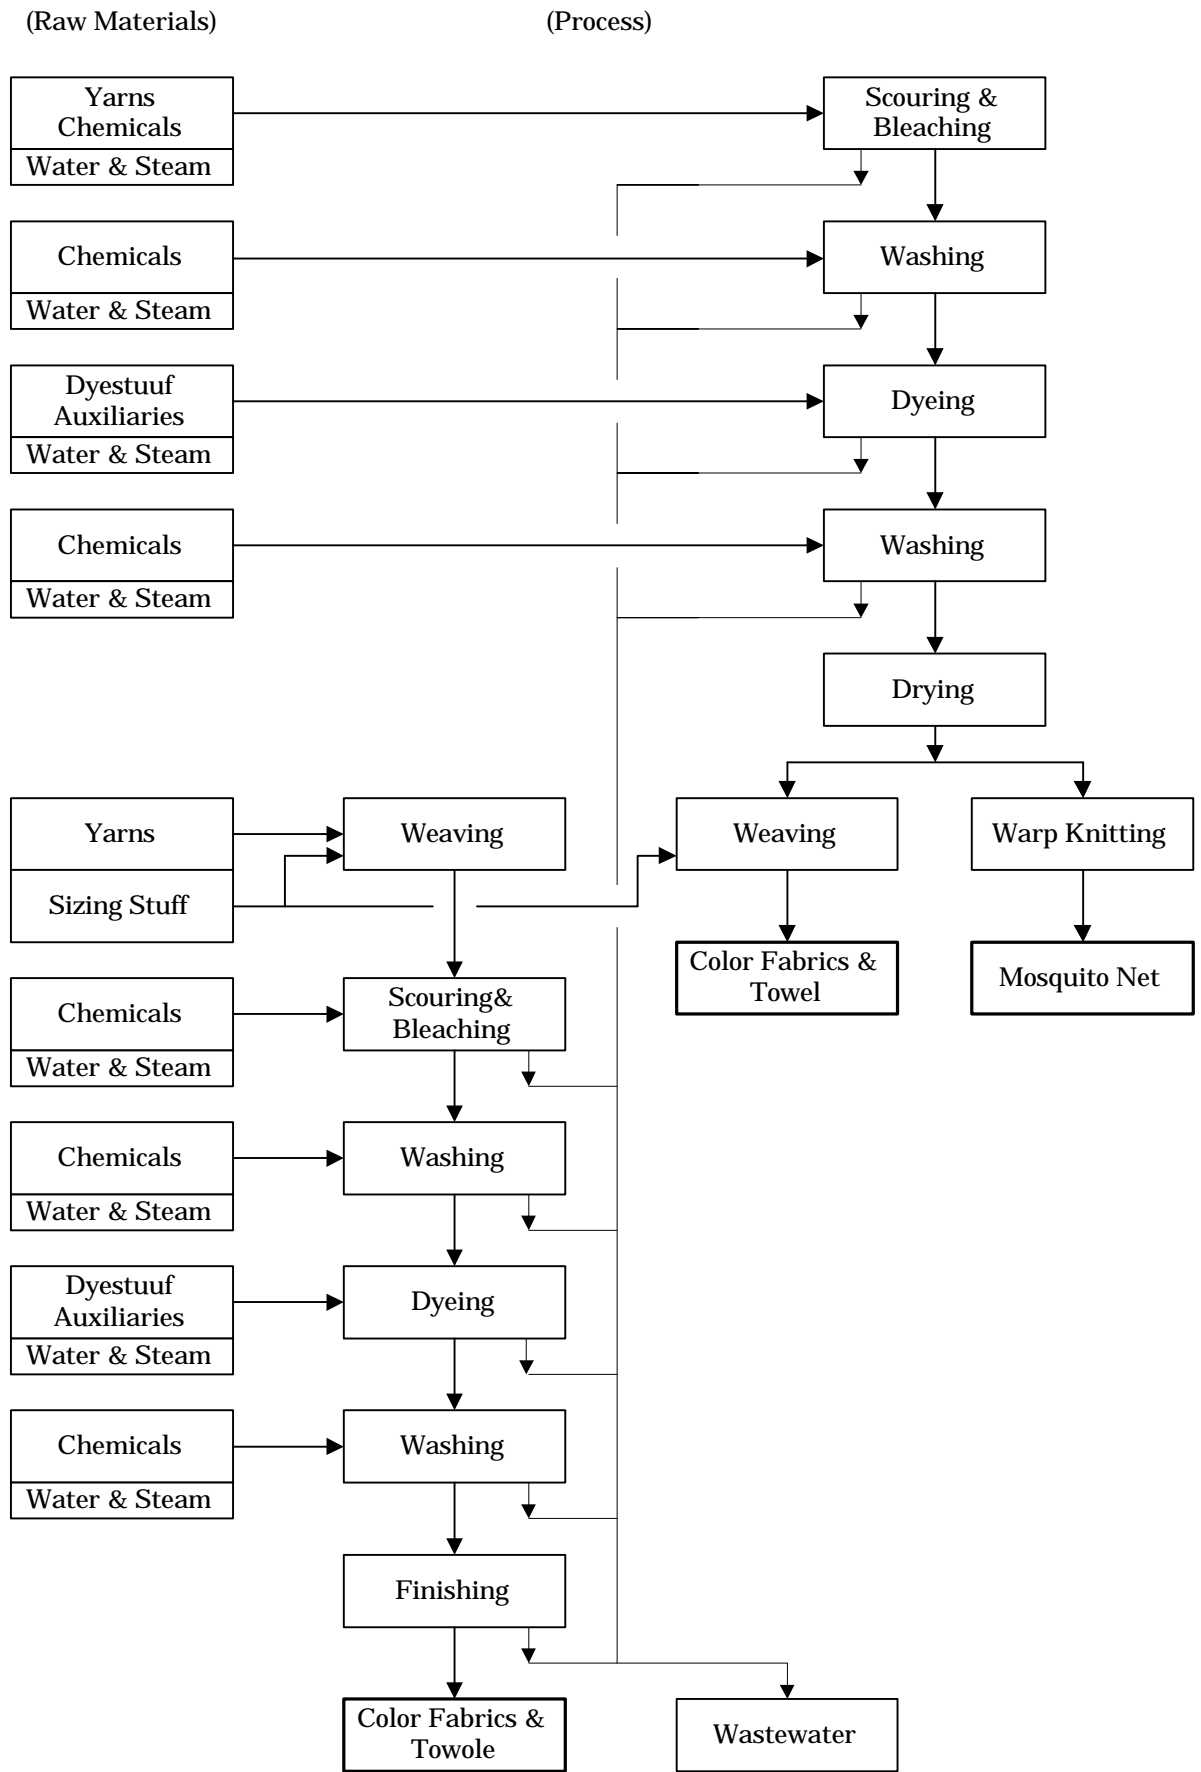 (Raw Materials)
(Process)
Yarns
Chemicals
Water & Steam
Scouring &
Bleaching
Chemicals
Water & Steam
Washing
Dyestuuf
Auxiliaries
Water & Steam
Dyeing
Chemicals
Water & Steam
Washing
Drying
Yarns
Sizing Stuff
Weaving
Weaving
Warp Knitting
Color Fabrics &
Towel
Mosquito Net
Chemicals
Water & Steam
Scouring&
Bleaching
Chemicals
Water & Steam
Washing
Dyestuuf
Auxiliaries
Water & Steam
Dyeing
Chemicals
Water & Steam
Washing
Finishing
Color Fabrics &
Towole
Wastewater